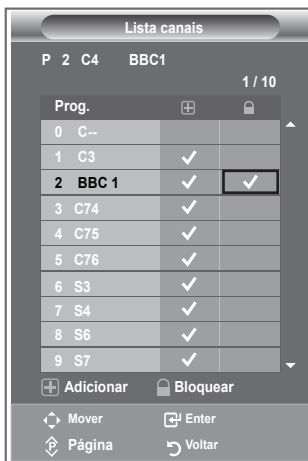 Lista canais
P 2 C4 BBC1
1 / 10
Prog.
0 C--
1 C3
2 BBC 1
3 C74
4 C75
5 C76
6 S3
7 S4
8 S6
9 S7
Adicionar Bloquear
Mover Enter
Página Voltar